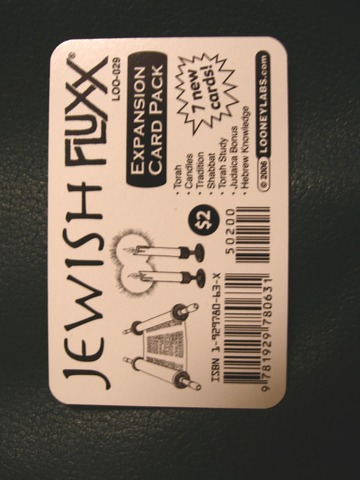 JEWISH FLUXX®
LOO-029
EXPANSION
CARD PACK
7 new
cards!
• Torah
• Candles
• Tradition
• Shabbat
• Torah Study
• Judaica Bonus
• Hebrew Knowledge
© 2006 LOONEYLABS.com
$2
50200
ISBN 1-929780-63-X
9 781929 780631